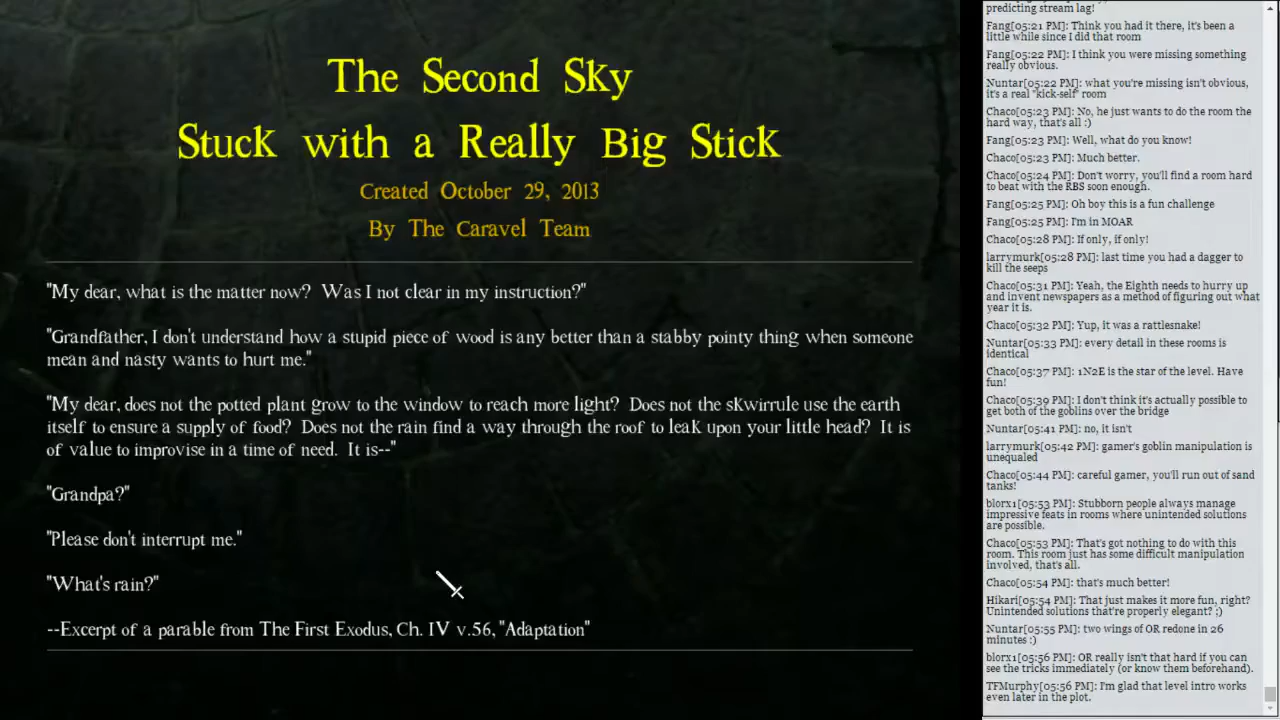 The Second Sky
Stuck with a Really Big Stick
Created October 29, 2013
By The Caravel Team
"My dear, what is the matter now?  Was I not clear in my instruction?"
"Grandfather, I don't understand how a stupid piece of wood is any better than a stabby pointy thing when someone
mean and nasty wants to hurt me."
"My dear, does not the potted plant grow to the window to reach more light?  Does not the skwirrule use the earth
itself to ensure a supply of food?  Does not the rain find a way through the roof to leak upon your little head?  It is
of value to improvise in a time of need.  It is--"
"Grandpa?"
"Please don't interrupt me."
"What's rain?"
--Excerpt of a parable from The First Exodus, Ch. IV v.56, "Adaptation"
predicting stream lag!
Fang[05:21 PM]: Think you had it there, it's been a
little while since I did that room
Fang[05:22 PM]: I think you were missing something
really obvious.
Nuntar[05:22 PM]: what you're missing isn't obvious,
it's a real "kick-self" room
Chaco[05:23 PM]: No, he just wants to do the room the
hard way, that's all :)
Fang[05:23 PM]: Well, what do you know!
Chaco[05:23 PM]: Much better.
Chaco[05:24 PM]: Don't worry, you'll find a room hard
to beat with the RBS soon enough.
Fang[05:25 PM]: Oh boy this is a fun challenge
Fang[05:25 PM]: I'm in MOAR
Chaco[05:28 PM]: If only, if only!
larrymurk[05:28 PM]: last time you had a dagger to
kill the seeps
Chaco[05:31 PM]: Yeah, the Eighth needs to hurry up
and invent newspapers as a method of figuring out what
year it is.
Chaco[05:32 PM]: Yup, it was a rattlesnake!
Nuntar[05:33 PM]: every detail in these rooms is
identical
Chaco[05:37 PM]: 1N2E is the star of the level. Have
fun!
Chaco[05:39 PM]: I don't think it's actually possible to
get both of the goblins over the bridge
Nuntar[05:41 PM]: no, it isn't
larrymurk[05:42 PM]: gamer's goblin manipulation is
unequaled
Chaco[05:44 PM]: careful gamer, you'll run out of sand
tanks!
blorx1[05:53 PM]: Stubborn people always manage
impressive feats in rooms where unintended solutions
are possible.
Chaco[05:53 PM]: That's got nothing to do with this
room. This room just has some difficult manipulation
involved, that's all.
Chaco[05:54 PM]: that's much better!
Hikari[05:54 PM]: That just makes it more fun, right?
Unintended solutions that're properly elegant? ;)
Nuntar[05:55 PM]: two wings of OR redone in 26
minutes :)
blorx1[05:56 PM]: OR really isn't that hard if you can
see the tricks immediately (or know them beforehand).
TFMurphy[05:56 PM]: I'm glad that level intro works
even later in the plot.